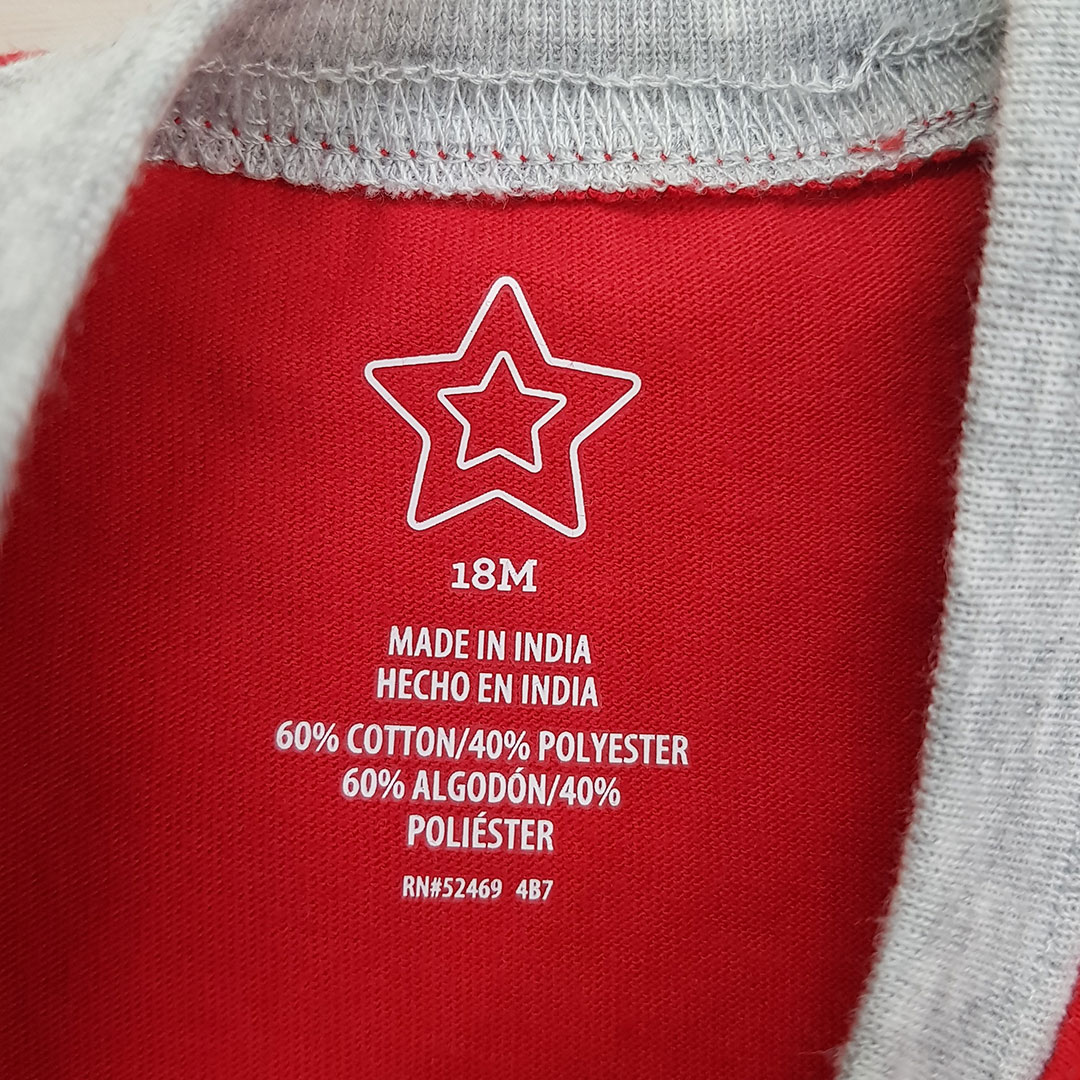 18M
MADE IN INDIA
HECHO EN INDIA
60% COTTON/40% POLYESTER
60% ALGODÓN/40%
POLIÉSTER
RN#52469 4B7